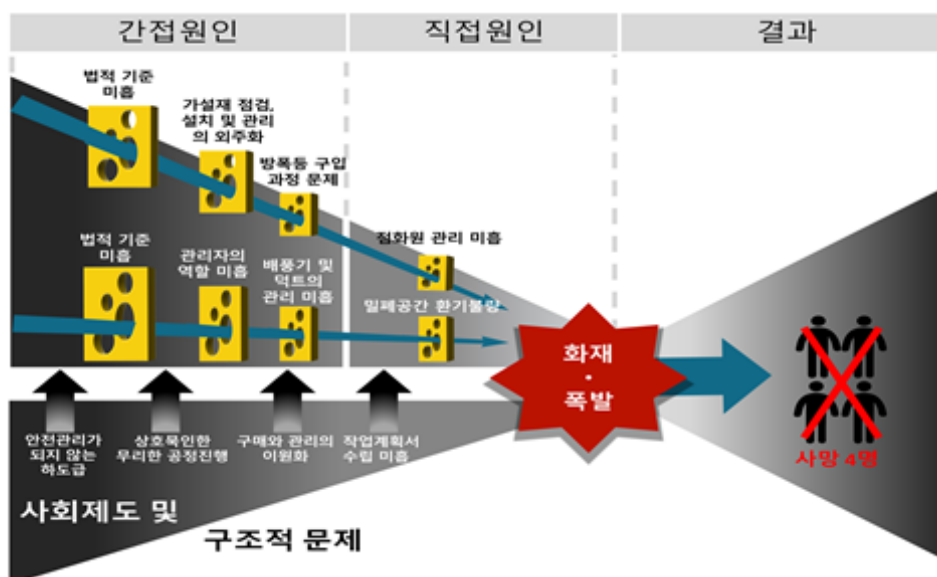 간접원인
직접원인
결과
법적 기준
미흡
가설재 점검,
설치 및 관리
의 외주화
방폭등 구입
과정 문제
점화원 관리 미흡
법적 기준
미흡
관리자의
역할 미흡
배풍기 및
덕트의
관리 미흡
밀폐공간 환기불량
화재
·
폭발
사망 4명
안전관리가
되지 않는
하도급
상호묵인한
무리한 공정진행
구매와 관리의
이원화
작업계획서
수립 미흡
사회제도 및
구조적 문제